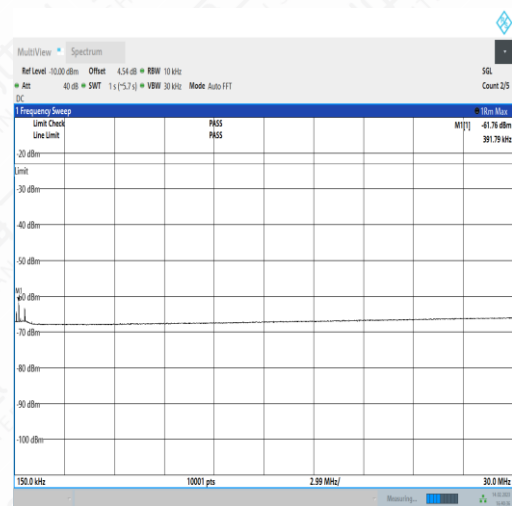 MultiView Spectrum
Ref Level -10.00 dBm Offset 4.54 dB RBW 10 kHz SGL
Att 40 dB SWT 1 s (~5.7 s) VBW 30 kHz Mode Auto FFT Count 2/5
DC
1 Frequency Sweep 1Rm Max
Limit Check PASS M1[1] -61.76 dBm
Line Limit PASS 391.79 kHz
-20 dBm
Limit
-30 dBm
-40 dBm
-50 dBm
M1
-60 dBm
-70 dBm
-80 dBm
-90 dBm
-100 dBm
150.0 kHz 10001 pts 2.99 MHz/ 30.0 MHz
Measuring...